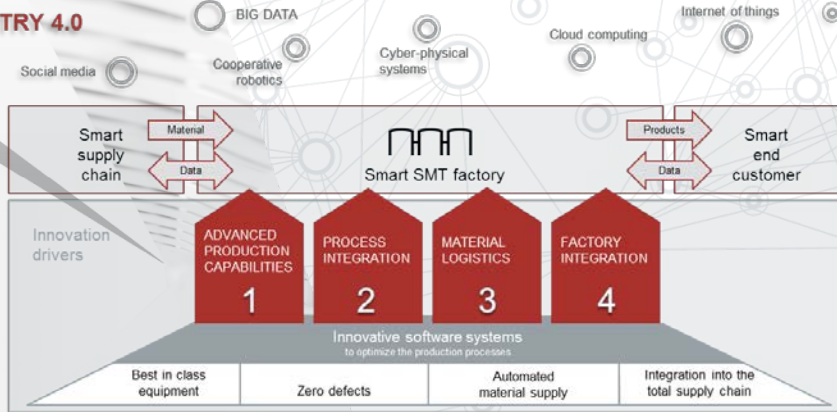 TRY 4.0
BIG DATA
Internet of things
Cloud computing
Cyber-physical
systems
Cooperative
robotics
Social media
Smart
supply
chain
Material
Data
Smart SMT factory
Products
Data
Smart
end
customer
Innovation
drivers
ADVANCED
PRODUCTION
CAPABILITIES
1
PROCESS
INTEGRATION
2
MATERIAL
LOGISTICS
3
FACTORY
INTEGRATION
4
Innovative software systems
to optimize the production processes
Best in class
equipment
Zero defects
Automated
material supply
Integration into the
total supply chain